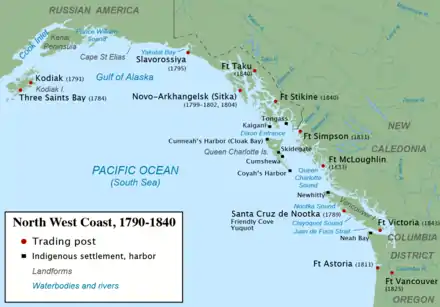 RUSSIAN AMERICA
Cook Inlet
Kenai
Peninsula
Prince William
Sound
Cape St Elias
Yakutat Bay
Slavorossiya
(1795)
Kodiak (1791)
Kodiak I.
Three Saints Bay (1784)
Gulf of Alaska
Ft Taku
(1840)
Novo-Arkhangelsk (Sitka)
(1799-1802, 1804)
Ft Stikine (1840)
Tongass
Kaigani
Dixon Entrance
Cumneah's Harbor (Cloak Bay)
Ft Simpson (1833)
NEW
CALEDONIA
Queen Charlotte Is.
Skidegate
Cumshewa
Coyah's Harbor
Ft McLoughlin
(1833)
PACIFIC OCEAN
(South Sea)
Queen
Charlotte
Sound
Newhitty
Nootka Sound
Santa Cruz de Nootka (1789)
Friendly Cove
Yuquot
Clayoquot Sound
Juan de Fuca Strait
Ft Victoria (1843)
Neah Bay
COLUMBIA
DISTRICT
Ft Astoria (1811)
Columbia R.
Ft Vancouver
(1825)
OREGON
North West Coast, 1790-1840
Trading post
Indigenous settlement, harbor
Landforms
Waterbodies and rivers